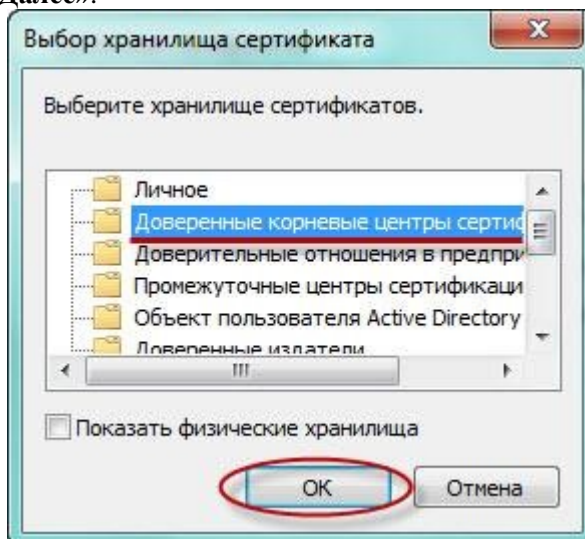 Далее».
Выбор хранилища сертификата
Выберите хранилище сертификатов.
Личное
Доверенные корневые центры сертиф
Доверительные отношения в предпри
Промежуточные центры сертификаци
Объект пользователя Active Directory
Доверенные издатели
Показать физические хранилища
ОК
Отмена